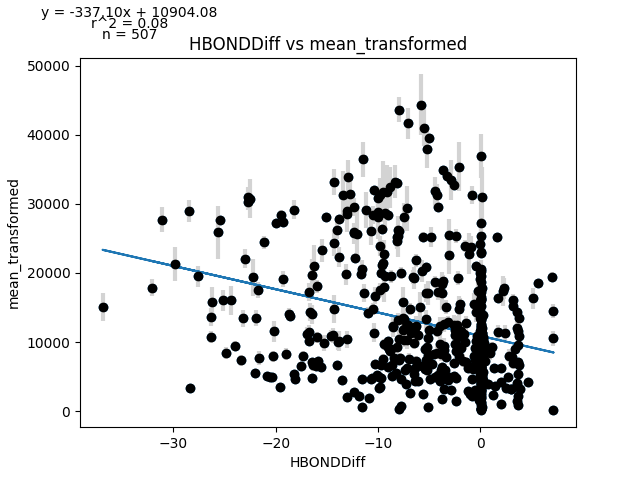 y = -337.10x + 10904.08
r^2 = 0.08
n = 507
HBONDDiff vs mean_transformed
50000
40000
30000
20000
10000
0
mean_transformed
−30
−20
−10
0
HBONDDiff